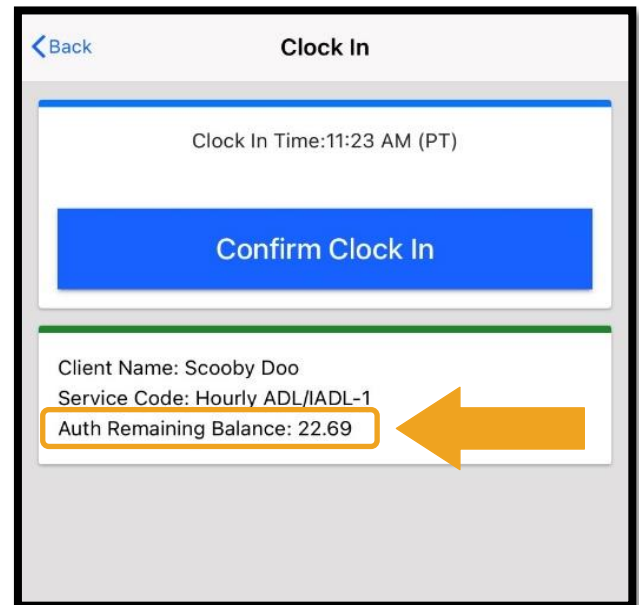 Back
Clock In
Clock In Time:11:23 AM (PT)
Confirm Clock In
Client Name: Scooby Doo
Service Code: Hourly ADL/IADL-1
Auth Remaining Balance: 22.69